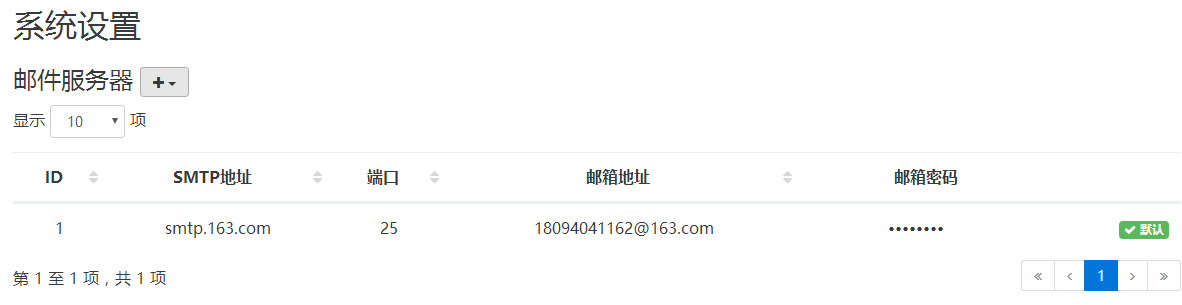 系统设置
邮件服务器
显示 10 项
ID SMTP地址 端口 邮箱地址 邮箱密码
1 smtp.163.com 25 18094041162@163.com •••••••• 默认
第 1 至 1 项，共 1 项 « ‹ 1 › »